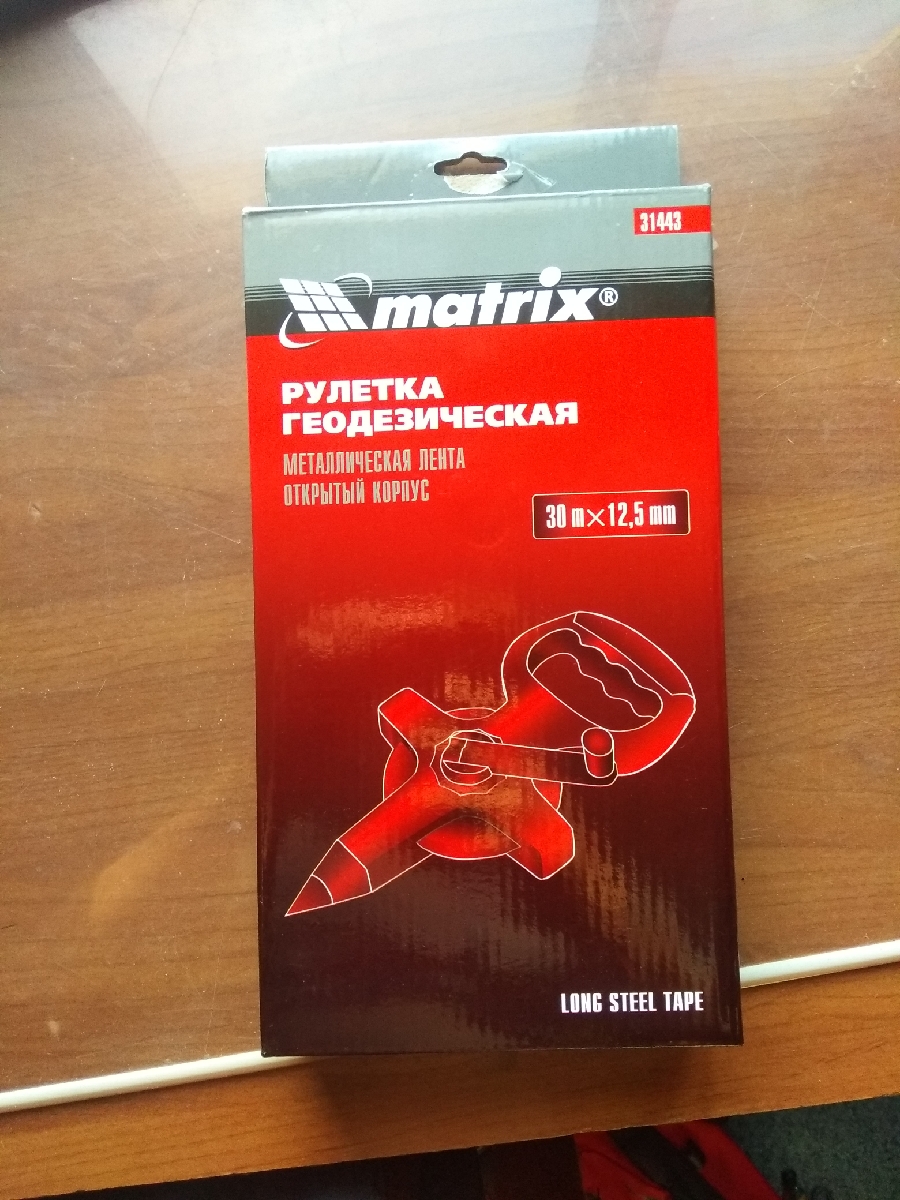 31443
matrix®
РУЛЕТКА
ГЕОДЕЗИЧЕСКАЯ
МЕТАЛЛИЧЕСКАЯ ЛЕНТА
ОТКРЫТЫЙ КОРПУС
30 m×12,5 mm
LONG STEEL TAPE